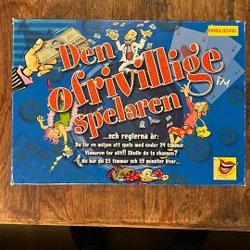 FAMILJESPEL
Den
ofrivillige
spelaren
...och reglerna är:
Du får en miljon att spela med under 24 timmar.
Vinnaren tar allt!! Skulle du ta chansen?
Du har 23 timmar och 59 minuter kvar...